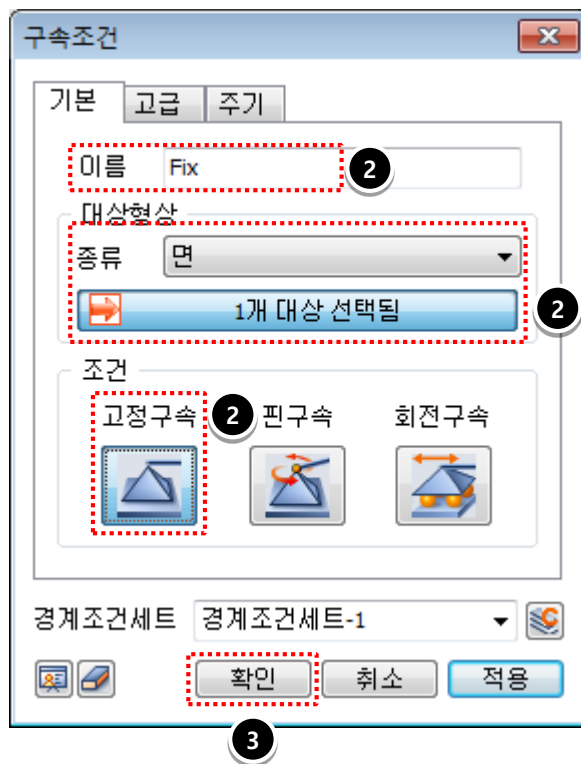 구속조건
기본 고급 주기
이름 Fix 2
대상형상
종류 면
1개 대상 선택됨 2
조건
고정구속 2 핀구속 회전구속
경계조건세트 경계조건세트-1
확인 취소 적용
3